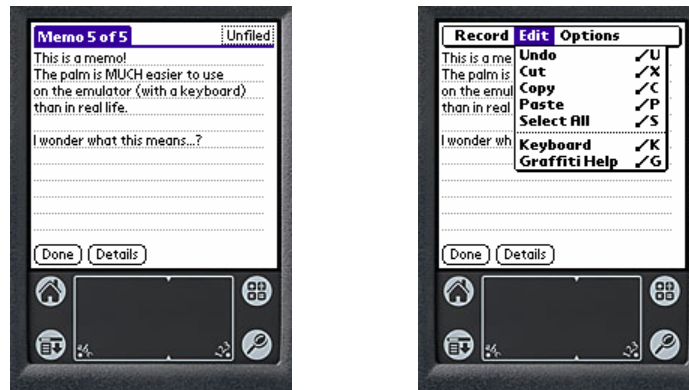 Memo 5 of 5
Unfiled
This is a memo!
The palm is MUCH easier to use
on the emulator (with a keyboard)
than in real life.
I wonder what this means...?
Done
Details
Record Edit Options
This is a me
The palm is
on the emul
than in real
I wonder wh
Undo /U
Cut /X
Copy /C
Paste /P
Select All /S
Keyboard /K
Graffiti Help /G
Done
Details